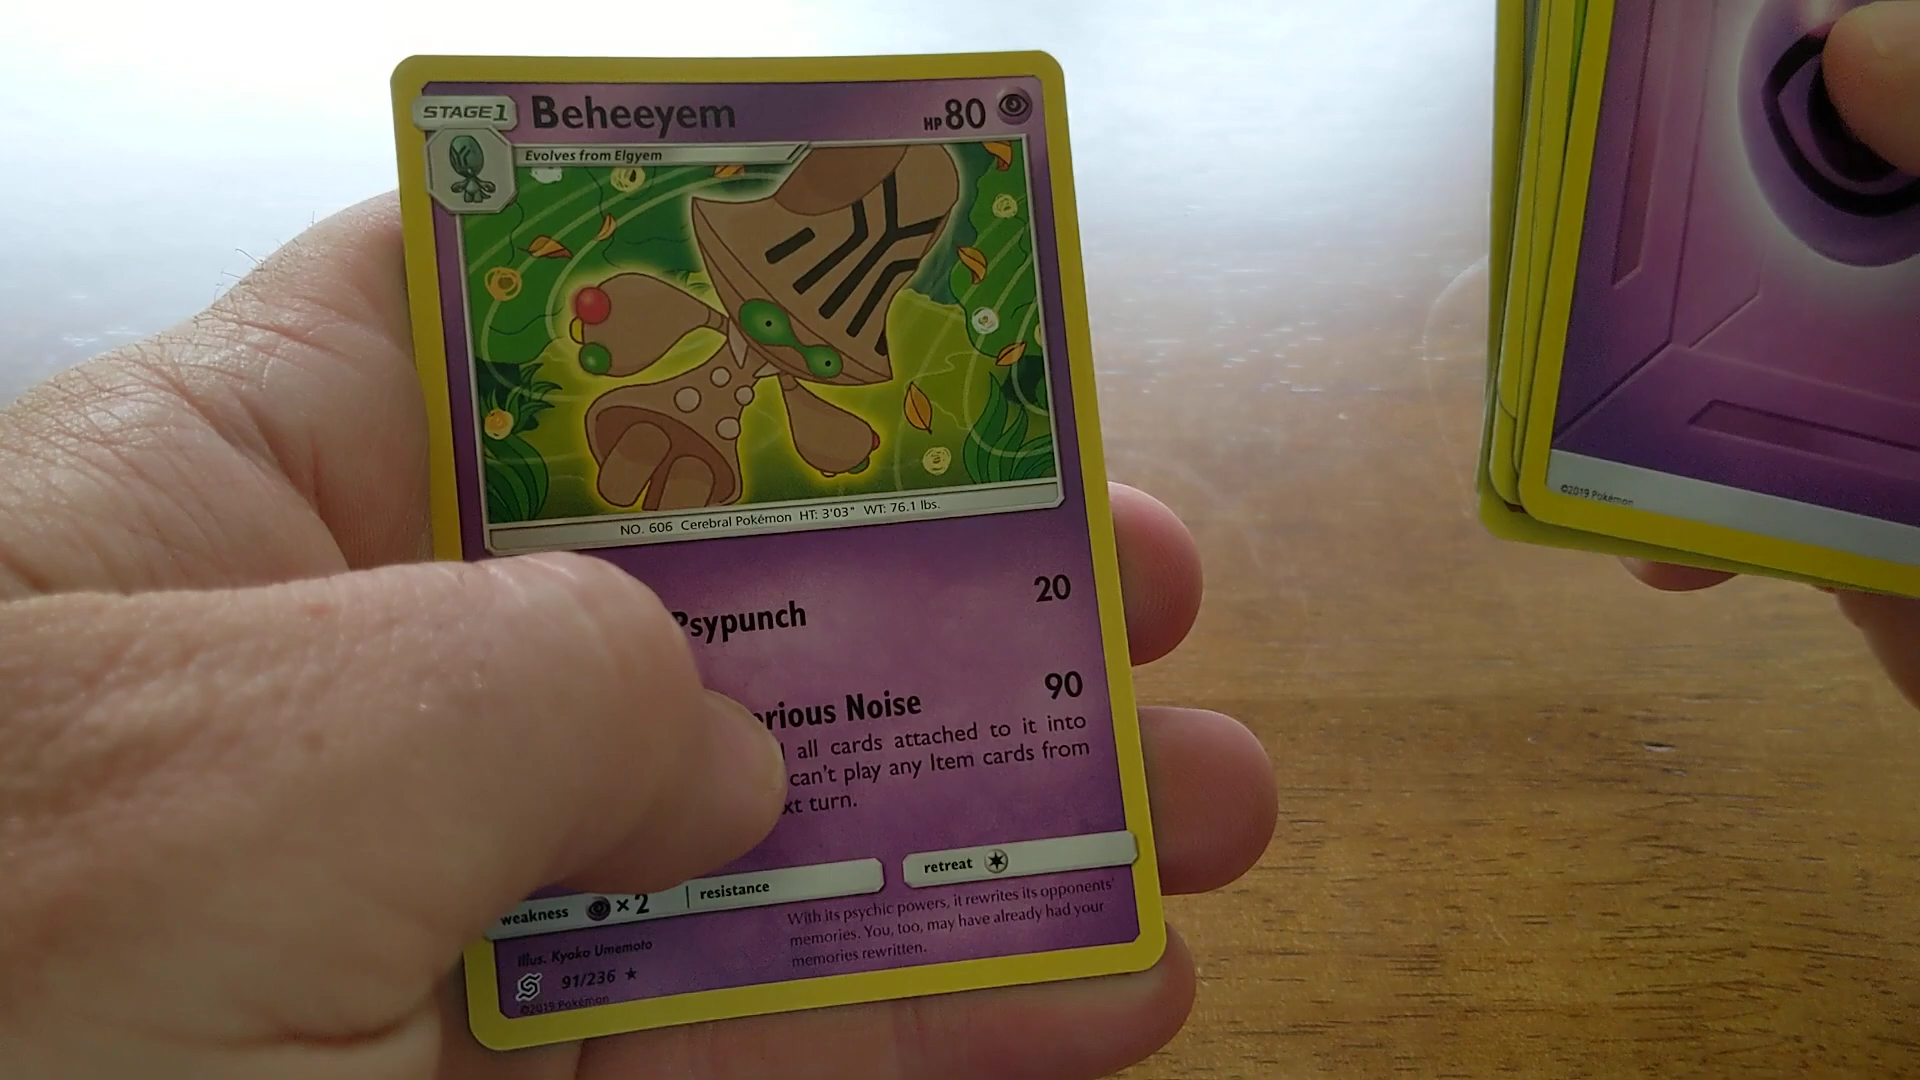 STAGE1 Beheeyem HP80
Evolves from Elgyem
NO. 606 Cerebral Pokémon HT: 3'03" WT: 76.1 lbs.
Psypunch 20
erious Noise 90
all cards attached to it into
can't play any Item cards from
xt turn.
weakness ×2 resistance
retreat
With its psychic powers, it rewrites its opponents'
memories. You, too, may have already had your
memories rewritten.
Illus. Kyoko Umemoto
91/236
©2019 Pokémon
©2019 Pokémon